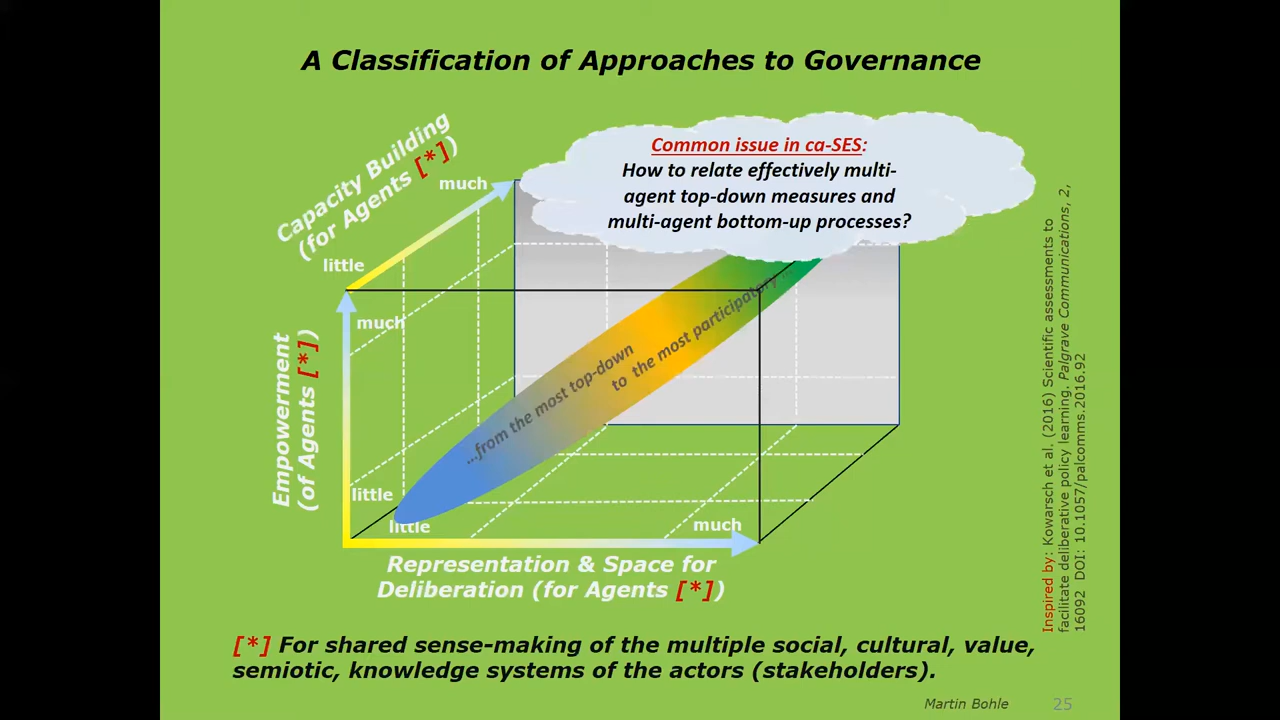 A Classification of Approaches to Governance
Common issue in ca-SES:
How to relate effectively multi-
agent top-down measures and
multi-agent bottom-up processes?
Capacity Building
(for Agents [*])
much
little
Empowerment
(of Agents [*])
much
little
...from the most top-down
to the most participatory...
little
much
Representation & Space for
Deliberation (for Agents [*])
Inspired by: Kowarsch et al. (2016) Scientific assessments to
facilitate deliberative policy learning. Palgrave Communications, 2,
16092 DOI: 10.1057/palcomms.2016.92
[*] For shared sense-making of the multiple social, cultural, value,
semiotic, knowledge systems of the actors (stakeholders).
Martin Bohle
25